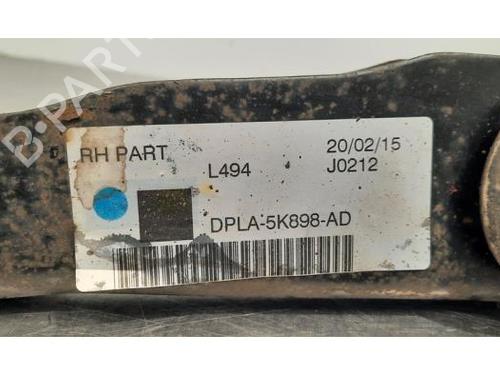 B-PARTS
RH PART
L494
20/02/15
J0212
DPLA-5K898-AD